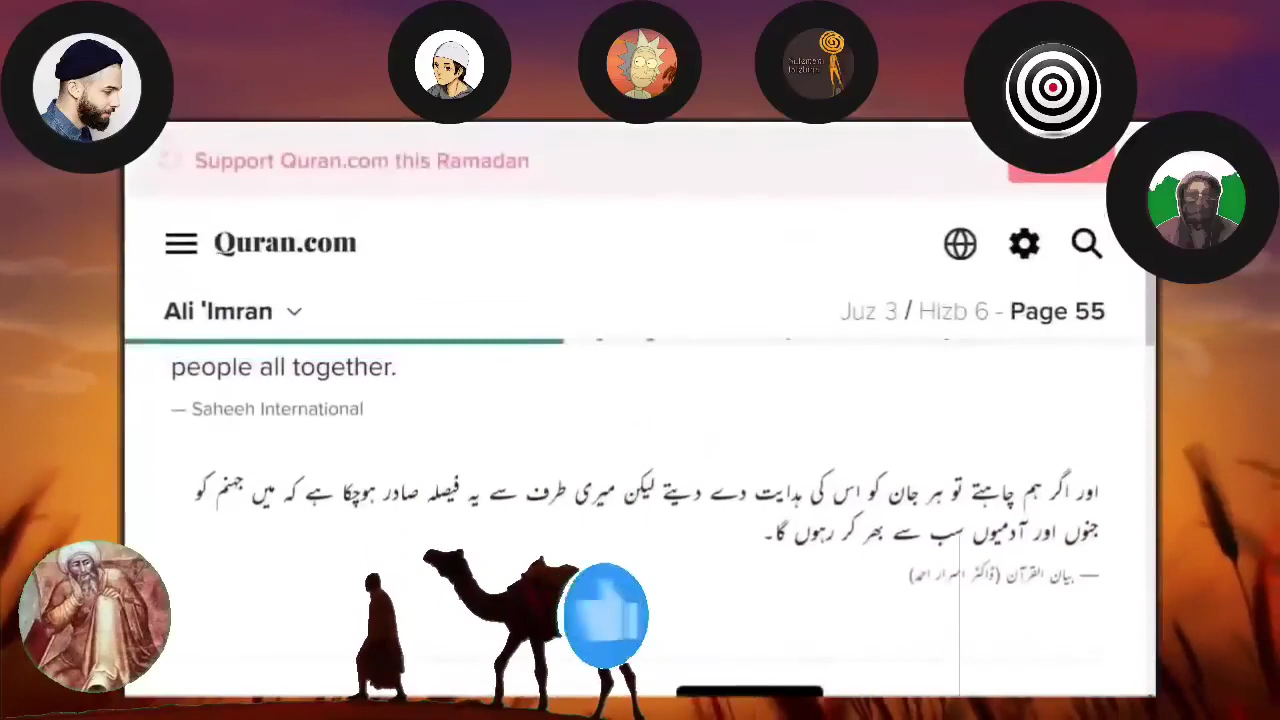 Support Quran.com this Ramadan
Quran.com
Ali 'Imran
Juz 3 / Hizb 6 - Page 55
people all together.
— Saheeh International
اور اگر ہم چاہتے تو ہر جان کو اس کی ہدایت دے دیتے لیکن میری طرف سے یہ فیصلہ صادر ہوچکا ہے کہ میں جہنم کو
جنوں اور آدمیوں سب سے بھر کر رہوں گا۔
— بیان القرآن (ڈاکٹر اسرار احمد)